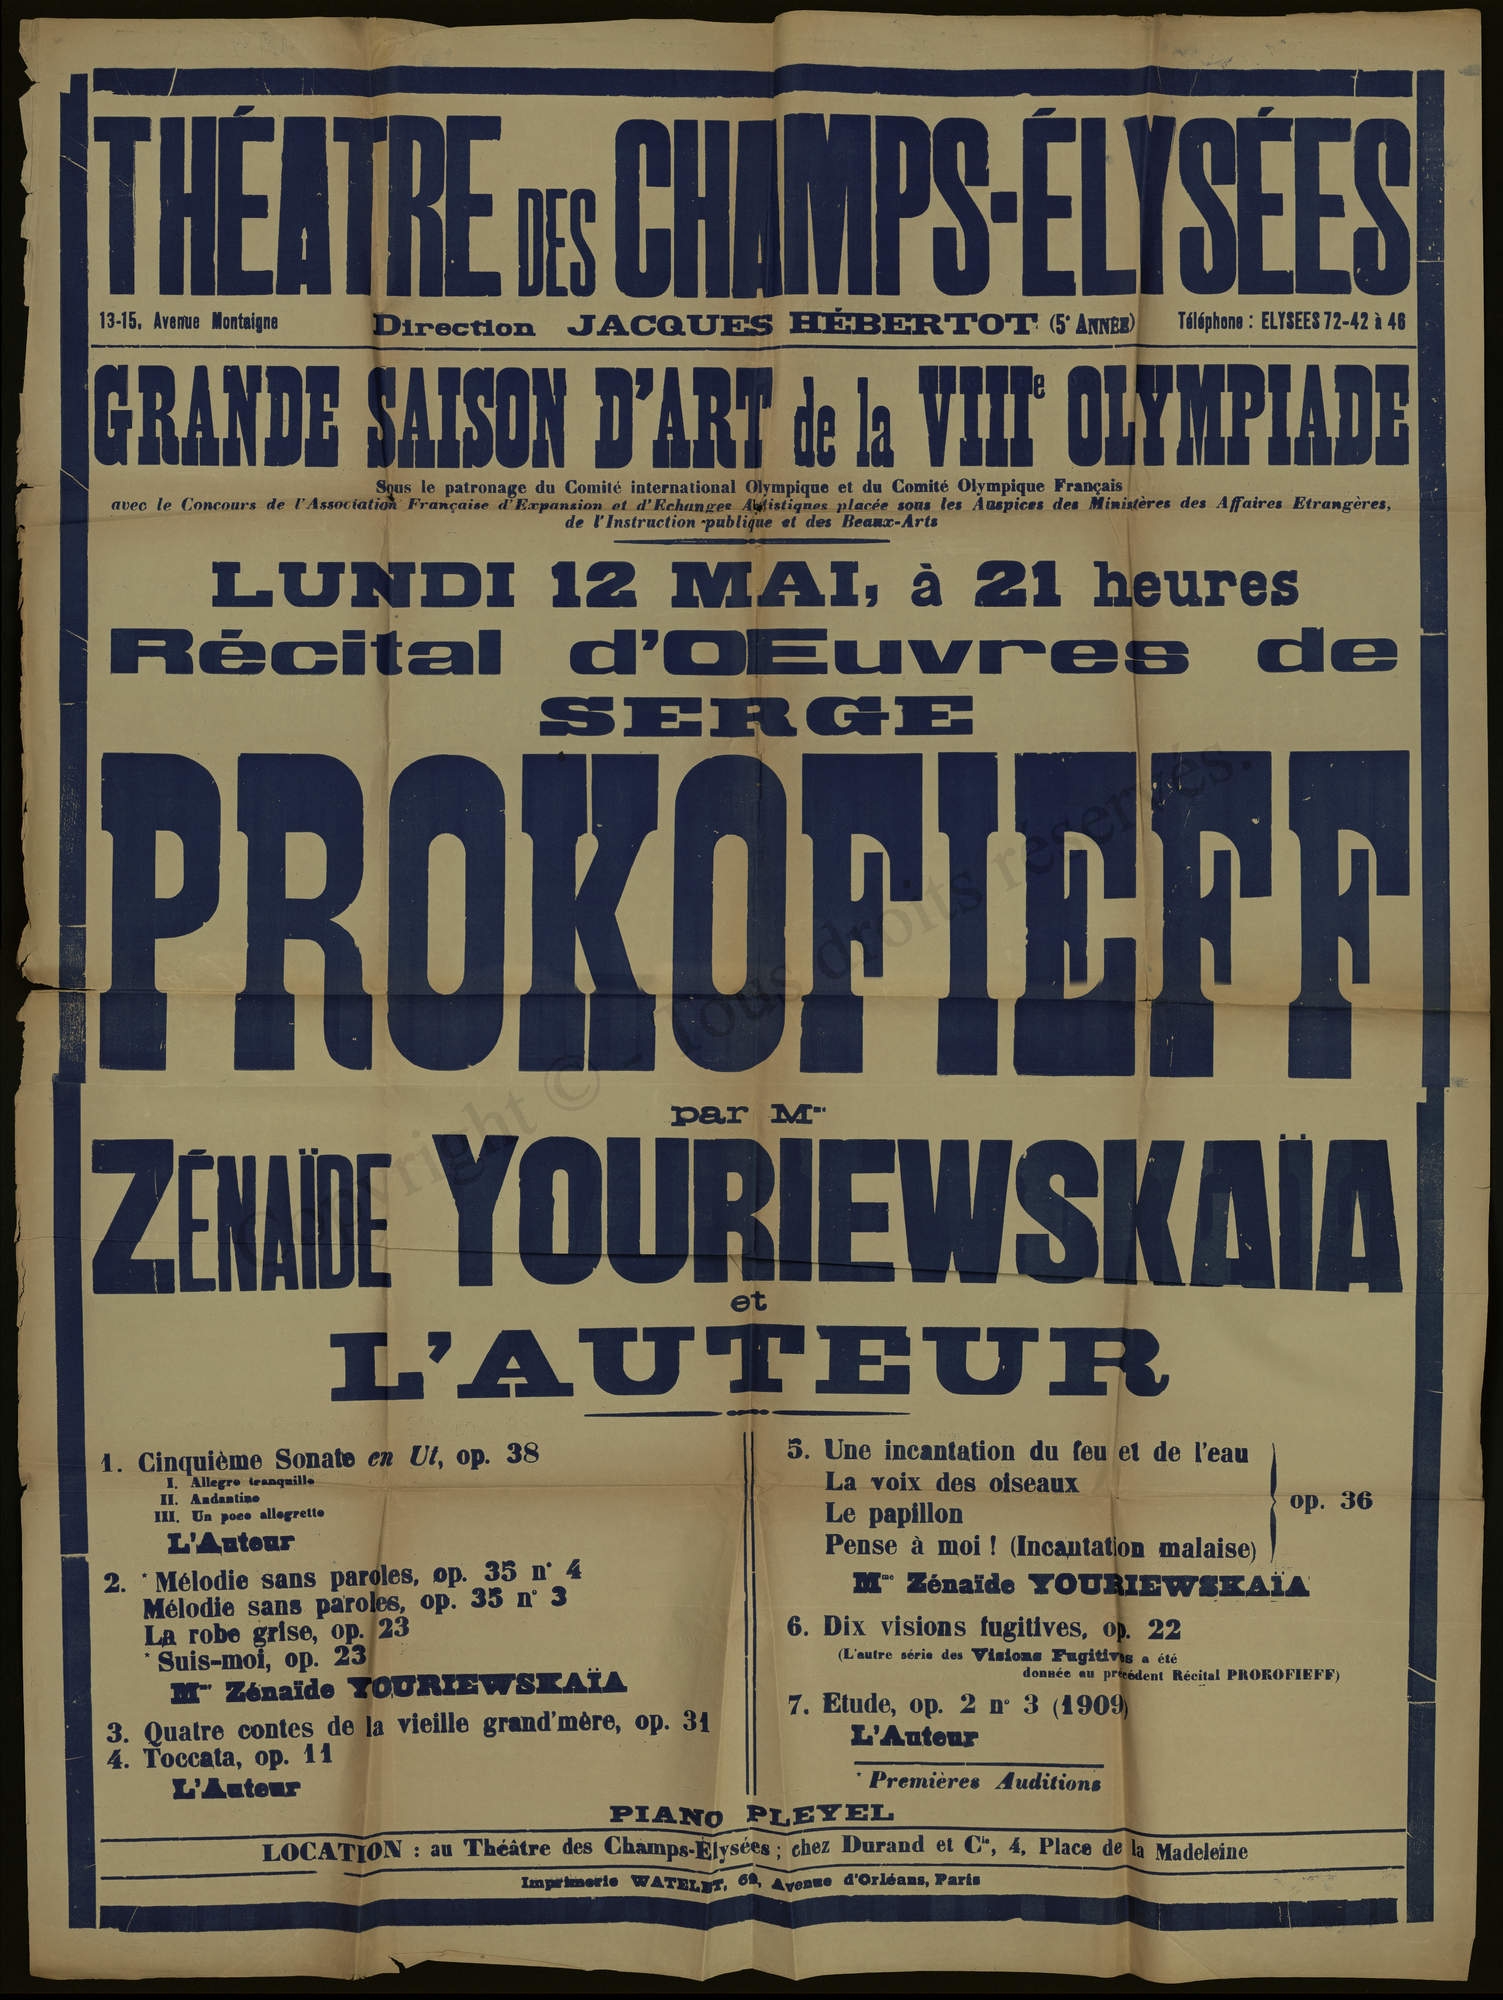 THÉATRE DES CHAMPS-ÉLYSÉES
13-15, Avenue Montaigne Direction JACQUES HÉBERTOT (5e ANNÉE) Téléphone : ELYSEES 72-42 à 46
GRANDE SAISON D'ART de la VIIIe OLYMPIADE
Sous le patronage du Comité international Olympique et du Comité Olympique Français
avec le Concours de l'Association Française d'Expansion et d'Echanges Artistiques placée sous les Auspices des Ministères des Affaires Etrangères,
de l'Instruction publique et des Beaux-Arts
LUNDI 12 MAI, à 21 heures
Récital d'Œuvres de
SERGE
PROKOFIEFF
par Mme
ZÉNAÏDE YOURIEWSKAÏA
et
L'AUTEUR
1. Cinquième Sonate en Ut, op. 38
I. Allegro tranquillo
II. Andantino
III. Un poco allegretto
L'Auteur
2. * Mélodie sans paroles, op. 35 n° 4
Mélodie sans paroles, op. 35 n° 3
La robe grise, op. 23
* Suis-moi, op. 23
Mme Zénaïde YOURIEWSKAÏA
3. Quatre contes de la vieille grand'mère, op. 31
4. Toccata, op. 11
L'Auteur
5. Une incantation du feu et de l'eau
La voix des oiseaux
Le papillon
Pense à moi ! (Incantation malaise)
op. 36
Mme Zénaïde YOURIEWSKAÏA
6. Dix visions fugitives, op. 22
(L'autre série des Visions Fugitives a été
donnée au précédent Récital PROKOFIEFF)
7. Etude, op. 2 n° 3 (1909)
L'Auteur
* Premières Auditions
PIANO PLEYEL
LOCATION : au Théâtre des Champs-Élysées ; chez Durand et Cie, 4, Place de la Madeleine
Imprimerie WATELET, 69, Avenue d'Orléans, Paris
Copyright © - Tous droits réservés.